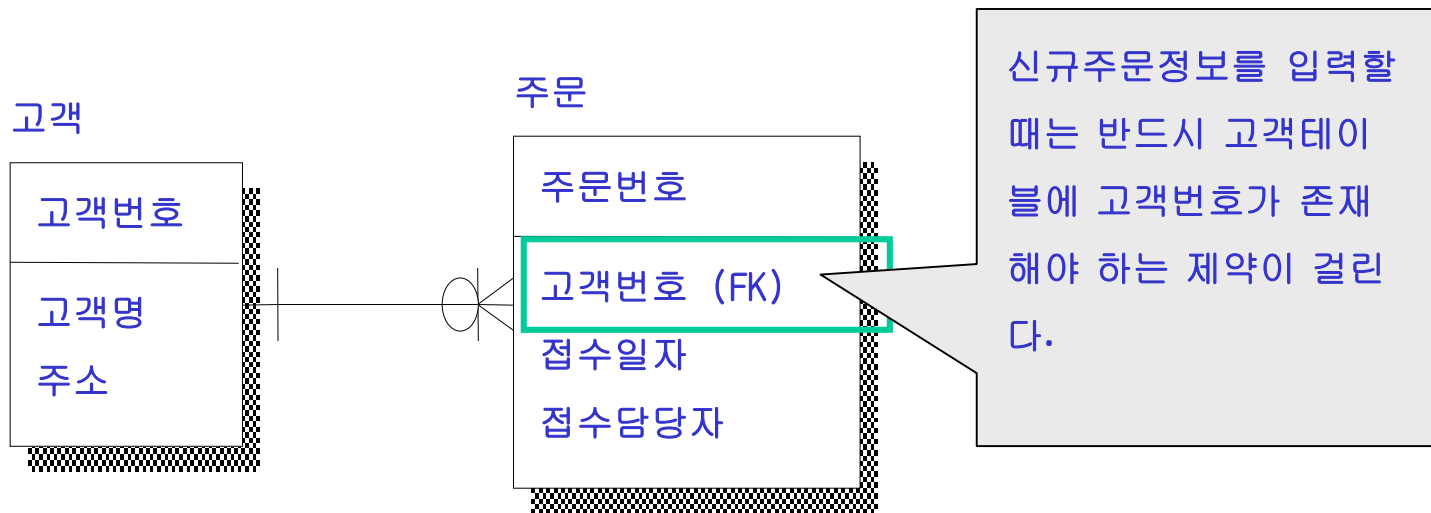 고객
고객번호
고객명
주소
주문
주문번호
고객번호 (FK)
접수일자
접수담당자
신규주문정보를 입력할
때는 반드시 고객테이
블에 고객번호가 존재
해야 하는 제약이 걸린
다.